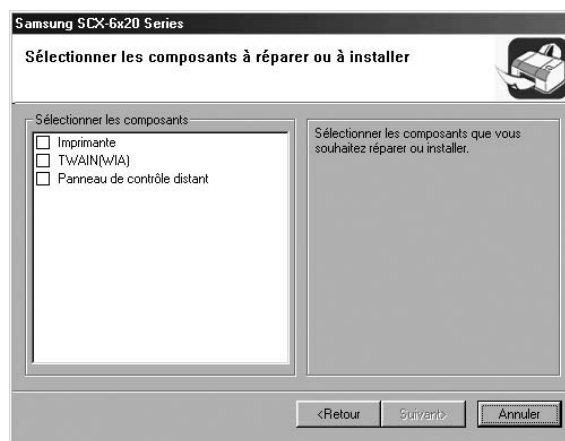 Samsung SCX-6x20 Series
Sélectionner les composants à réparer ou à installer
Sélectionner les composants
Imprimante
TWAIN(WIA)
Panneau de contrôle distant
Sélectionner les composants que vous
souhaitez réparer ou installer.
<Retour
Suivant>
Annuler